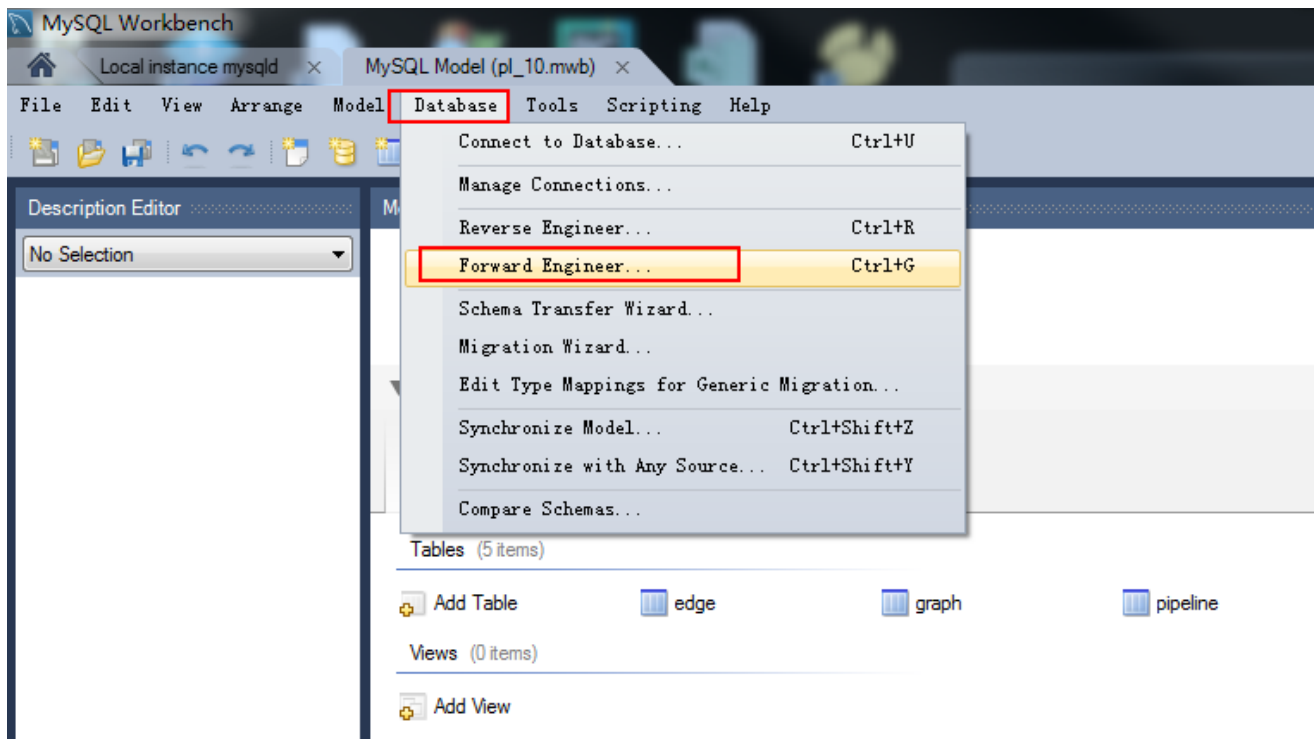 MySQL Workbench
Local instance mysqld × MySQL Model (pl_10.mwb) ×
File Edit View Arrange Model Database Tools Scripting Help
Connect to Database... Ctrl+U
Manage Connections...
Description Editor
No Selection
Reverse Engineer... Ctrl+R
Forward Engineer... Ctrl+G
Schema Transfer Wizard...
Migration Wizard...
Edit Type Mappings for Generic Migration...
Synchronize Model... Ctrl+Shift+Z
Synchronize with Any Source... Ctrl+Shift+Y
Compare Schemas...
Tables (5 items)
Add Table edge graph pipeline
Views (0 items)
Add View